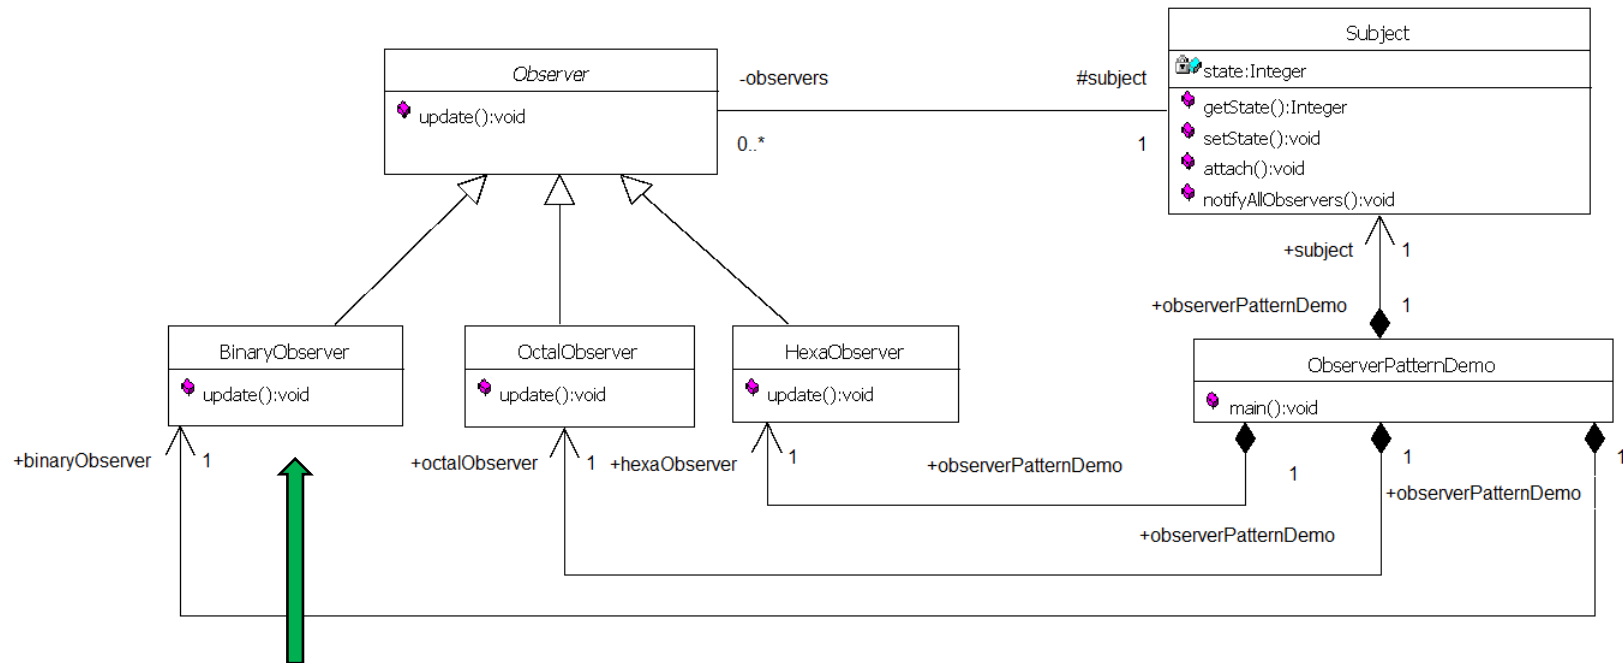 Subject
state:Integer
getState():Integer
setState():void
attach():void
notifyAllObservers():void
Observer
update():void
-observers
#subject
0..*
1
+subject
1
+observerPatternDemo
1
BinaryObserver
update():void
OctalObserver
update():void
HexaObserver
update():void
ObserverPatternDemo
main():void
+binaryObserver
1
+octalObserver
1
+hexaObserver
1
+observerPatternDemo
1
1
+observerPatternDemo
1
+observerPatternDemo